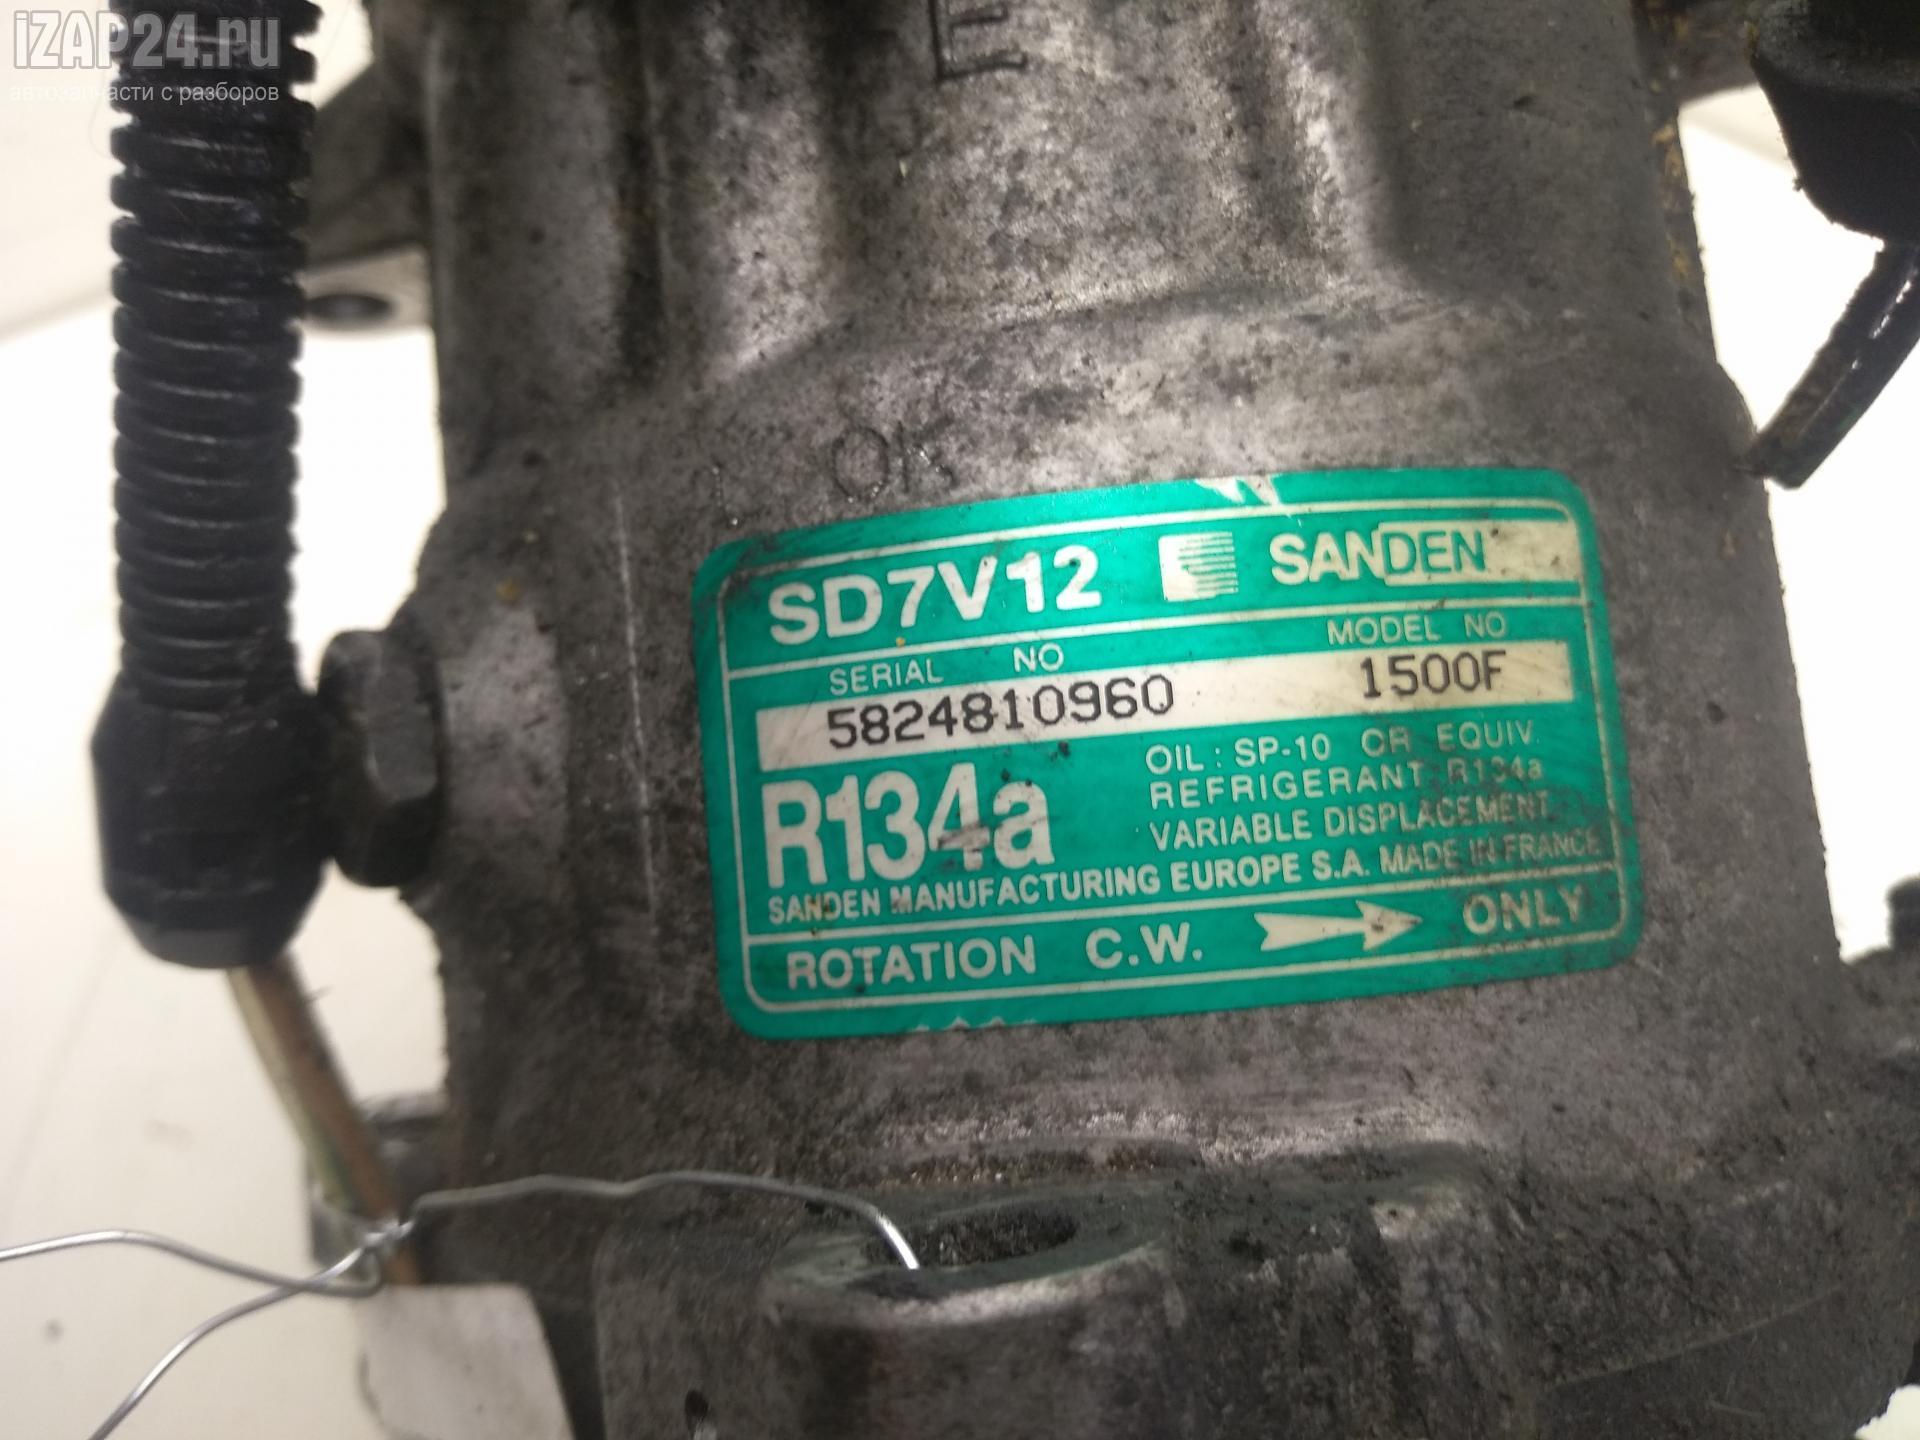 iZAP24.ru
автозапчасти с разборов
OK
SD7V12 SANDEN
SERIAL NO MODEL NO
5824810960 1500F
R134a
OIL : SP-10 OR EQUIV.
REFRIGERANT : R134a
VARIABLE DISPLACEMENT
SANDEN MANUFACTURING EUROPE S.A. MADE IN FRANCE
ROTATION C.W. ONLY